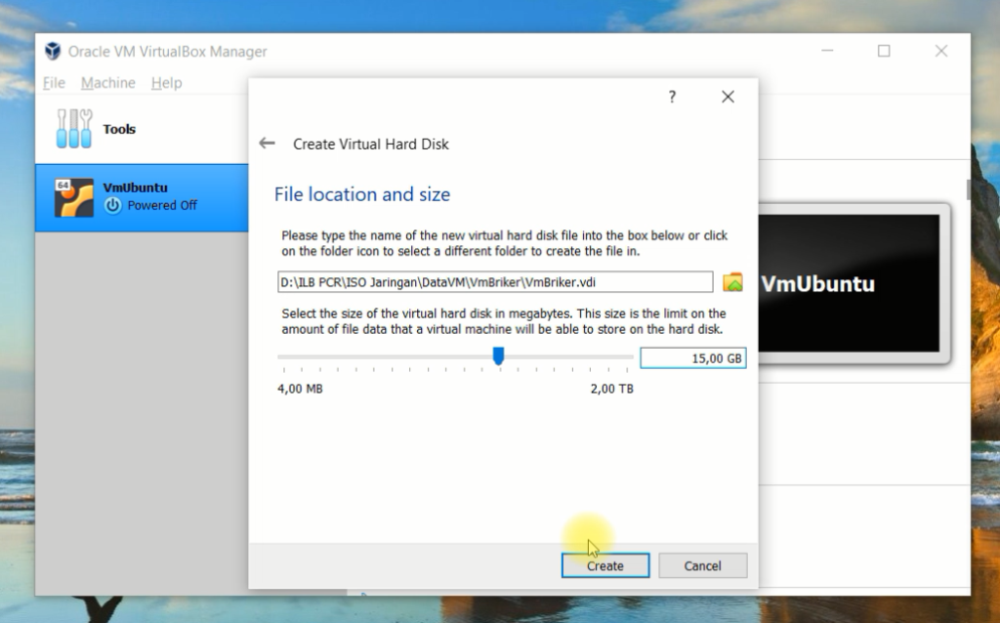 Oracle VM VirtualBox Manager
File Machine Help
?
Tools
Create Virtual Hard Disk
64
VmUbuntu
Powered Off
File location and size
Please type the name of the new virtual hard disk file into the box below or click
on the folder icon to select a different folder to create the file in.
D:\ILB PCR\ISO Jaringan\DataVM\VmBriker\VmBriker.vdi
VmUbuntu
Select the size of the virtual hard disk in megabytes. This size is the limit on the
amount of file data that a virtual machine will be able to store on the hard disk.
15,00 GB
4,00 MB
2,00 TB
Create
Cancel